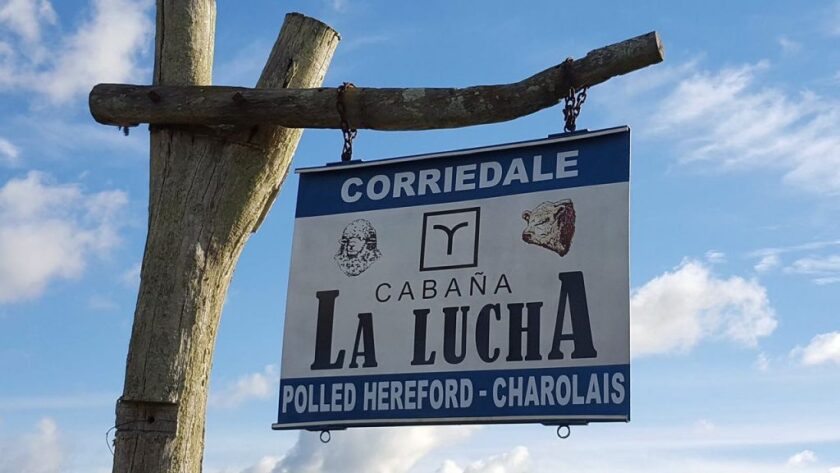 CORRIEDALE
CABAÑA
LA LUCHA
POLLED HEREFORD - CHAROLAIS